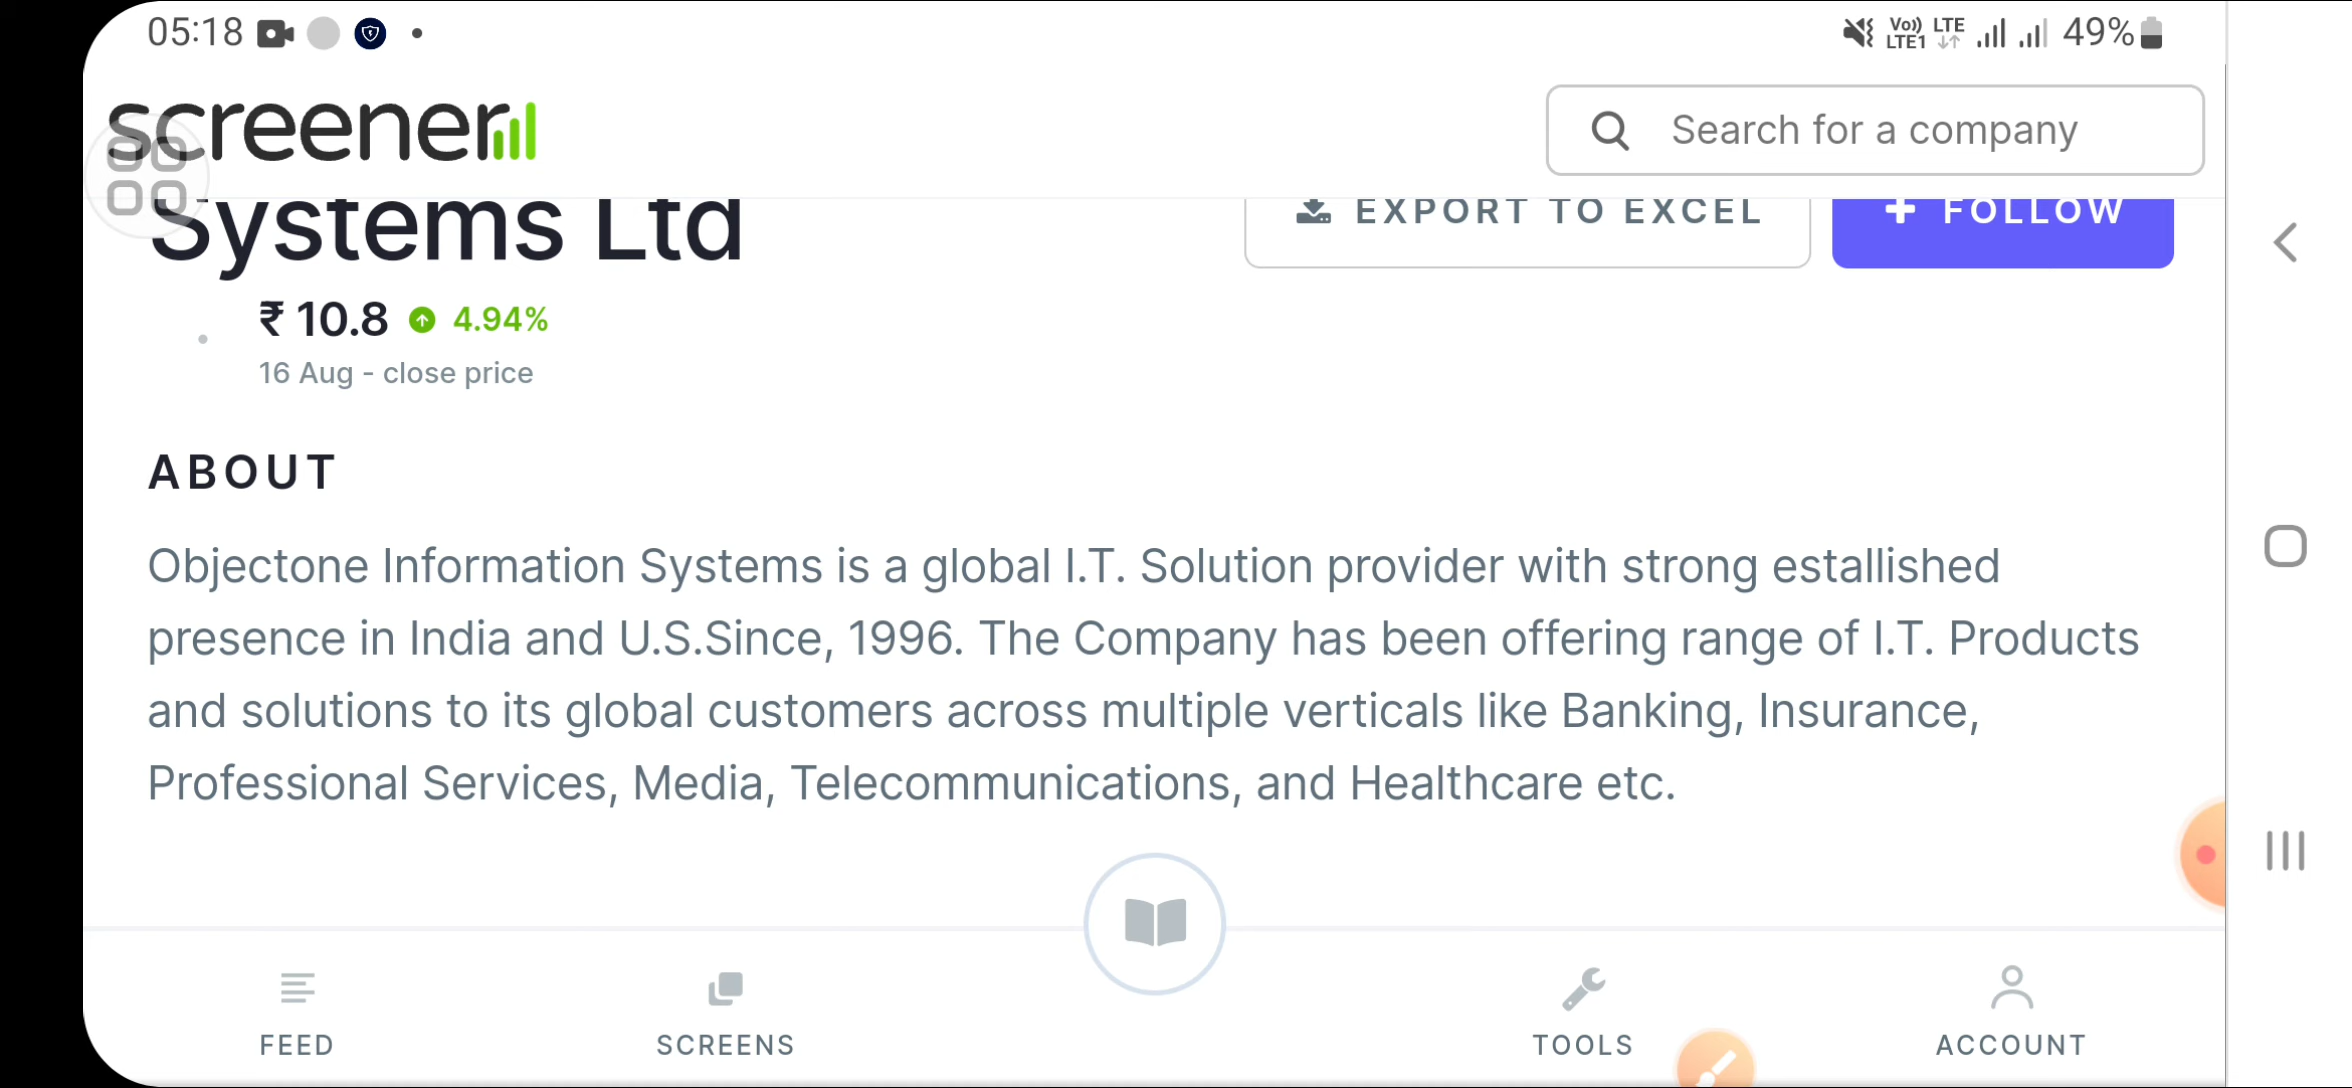 05:18
Vo)) LTE1 LTE 49%
screener
Search for a company
Systems Ltd
EXPORT TO EXCEL
FOLLOW
₹ 10.8 4.94%
16 Aug - close price
ABOUT
Objectone Information Systems is a global I.T. Solution provider with strong estallished
presence in India and U.S.Since, 1996. The Company has been offering range of I.T. Products
and solutions to its global customers across multiple verticals like Banking, Insurance,
Professional Services, Media, Telecommunications, and Healthcare etc.
FEED
SCREENS
TOOLS
ACCOUNT